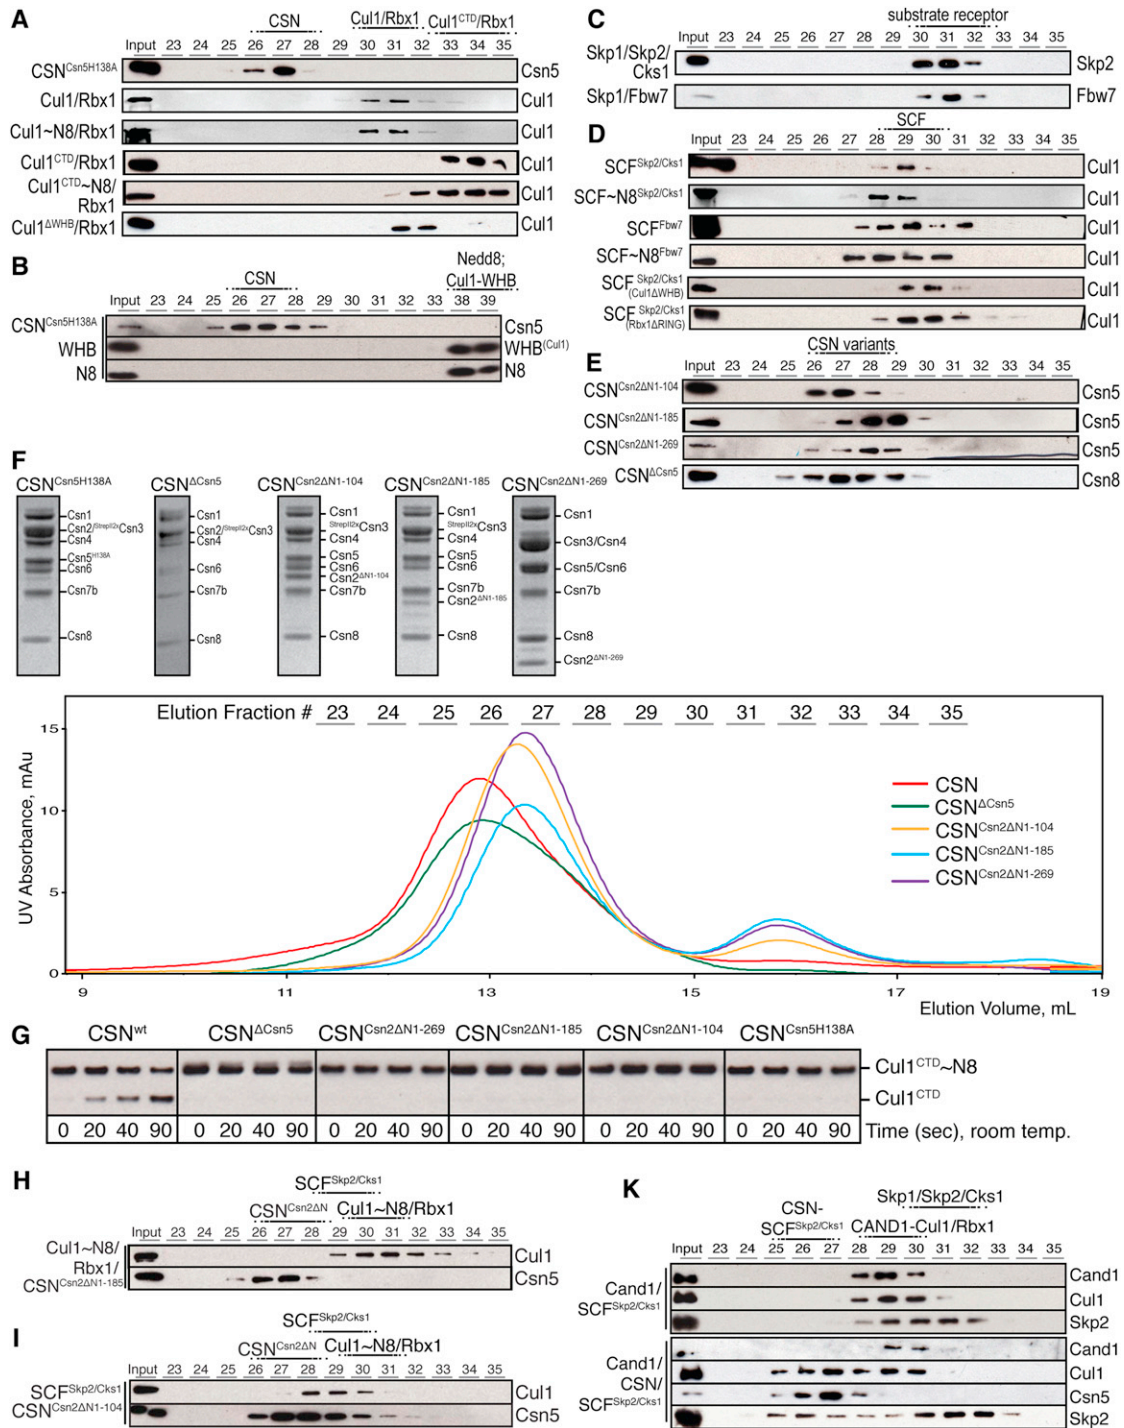 A
CSN
Cul1/Rbx1
Cul1CTD/Rbx1
Input 23 24 25 26 27 28 29 30 31 32 33 34 35
CSNCsn5H138A Csn5
Cul1/Rbx1 Cul1
Cul1~N8/Rbx1 Cul1
Cul1CTD/Rbx1 Cul1
Cul1CTD~N8/
Rbx1 Cul1
Cul1ΔWHB/Rbx1 Cul1
B
CSN
Nedd8;
Cul1-WHB
Input 23 24 25 26 27 28 29 30 31 32 33 38 39
CSNCsn5H138A Csn5
WHB WHB(Cul1)
N8 N8
C
substrate receptor
Input 23 24 25 26 27 28 29 30 31 32 33 34 35
Skp1/Skp2/
Cks1 Skp2
Skp1/Fbw7 Fbw7
D
SCF
Input 23 24 25 26 27 28 29 30 31 32 33 34 35
SCFSkp2/Cks1 Cul1
SCF~N8Skp2/Cks1 Cul1
SCFFbw7 Cul1
SCF~N8Fbw7 Cul1
SCFSkp2/Cks1(Cul1ΔWHB) Cul1
SCFSkp2/Cks1(Rbx1ΔRING) Cul1
E
CSN variants
Input 23 24 25 26 27 28 29 30 31 32 33 34 35
CSNCsn2ΔN1-104 Csn5
CSNCsn2ΔN1-185 Csn5
CSNCsn2ΔN1-269 Csn5
CSNΔCsn5 Csn8
F
CSNCsn5H138A
Csn1
Csn2/StrepII2xCsn3
Csn4
Csn5H138A
Csn6
Csn7b
Csn8
CSNΔCsn5
Csn1
Csn2/StrepII2xCsn3
Csn4
Csn6
Csn7b
Csn8
CSNCsn2ΔN1-104
Csn1
StrepII2xCsn3
Csn4
Csn5
Csn6
Csn2ΔN1-104
Csn7b
Csn8
CSNCsn2ΔN1-185
Csn1
StrepII2xCsn3
Csn4
Csn5
Csn6
Csn7b
Csn2ΔN1-185
Csn8
CSNCsn2ΔN1-269
Csn1
Csn3/Csn4
Csn5/Csn6
Csn7b
Csn8
Csn2ΔN1-269
Elution Fraction # 23 24 25 26 27 28 29 30 31 32 33 34 35
UV Absorbance, mAu
15
10
5
0
CSN
CSNΔCsn5
CSNCsn2ΔN1-104
CSNCsn2ΔN1-185
CSNCsn2ΔN1-269
9 11 13 15 17 19
Elution Volume, mL
G
CSNwt CSNΔCsn5 CSNCsn2ΔN1-269 CSNCsn2ΔN1-185 CSNCsn2ΔN1-104 CSNCsn5H138A
Cul1CTD~N8
Cul1CTD
0 20 40 90 0 20 40 90 0 20 40 90 0 20 40 90 0 20 40 90 0 20 40 90 Time (sec), room temp.
H
SCFSkp2/Cks1
CSNCsn2ΔN Cul1~N8/Rbx1
Input 23 24 25 26 27 28 29 30 31 32 33 34 35
Cul1~N8/
Rbx1/
CSNCsn2ΔN1-185
Cul1
Csn5
I
SCFSkp2/Cks1
CSNCsn2ΔN Cul1~N8/Rbx1
Input 23 24 25 26 27 28 29 30 31 32 33 34 35
SCFSkp2/Cks1 Cul1
CSNCsn2ΔN1-104 Csn5
K
Skp1/Skp2/Cks1
CSN-
SCFSkp2/Cks1 CAND1-Cul1/Rbx1
Input 23 24 25 26 27 28 29 30 31 32 33 34 35
Cand1/
SCFSkp2/Cks1
Cand1
Cul1
Skp2
Cand1/
CSN/
SCFSkp2/Cks1
Cand1
Cul1
Csn5
Skp2